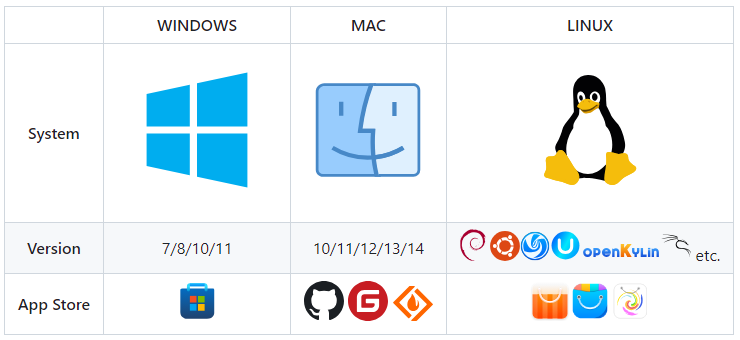 WINDOWS MAC LINUX
System
Version 7/8/10/11 10/11/12/13/14 openKylin etc.
App Store